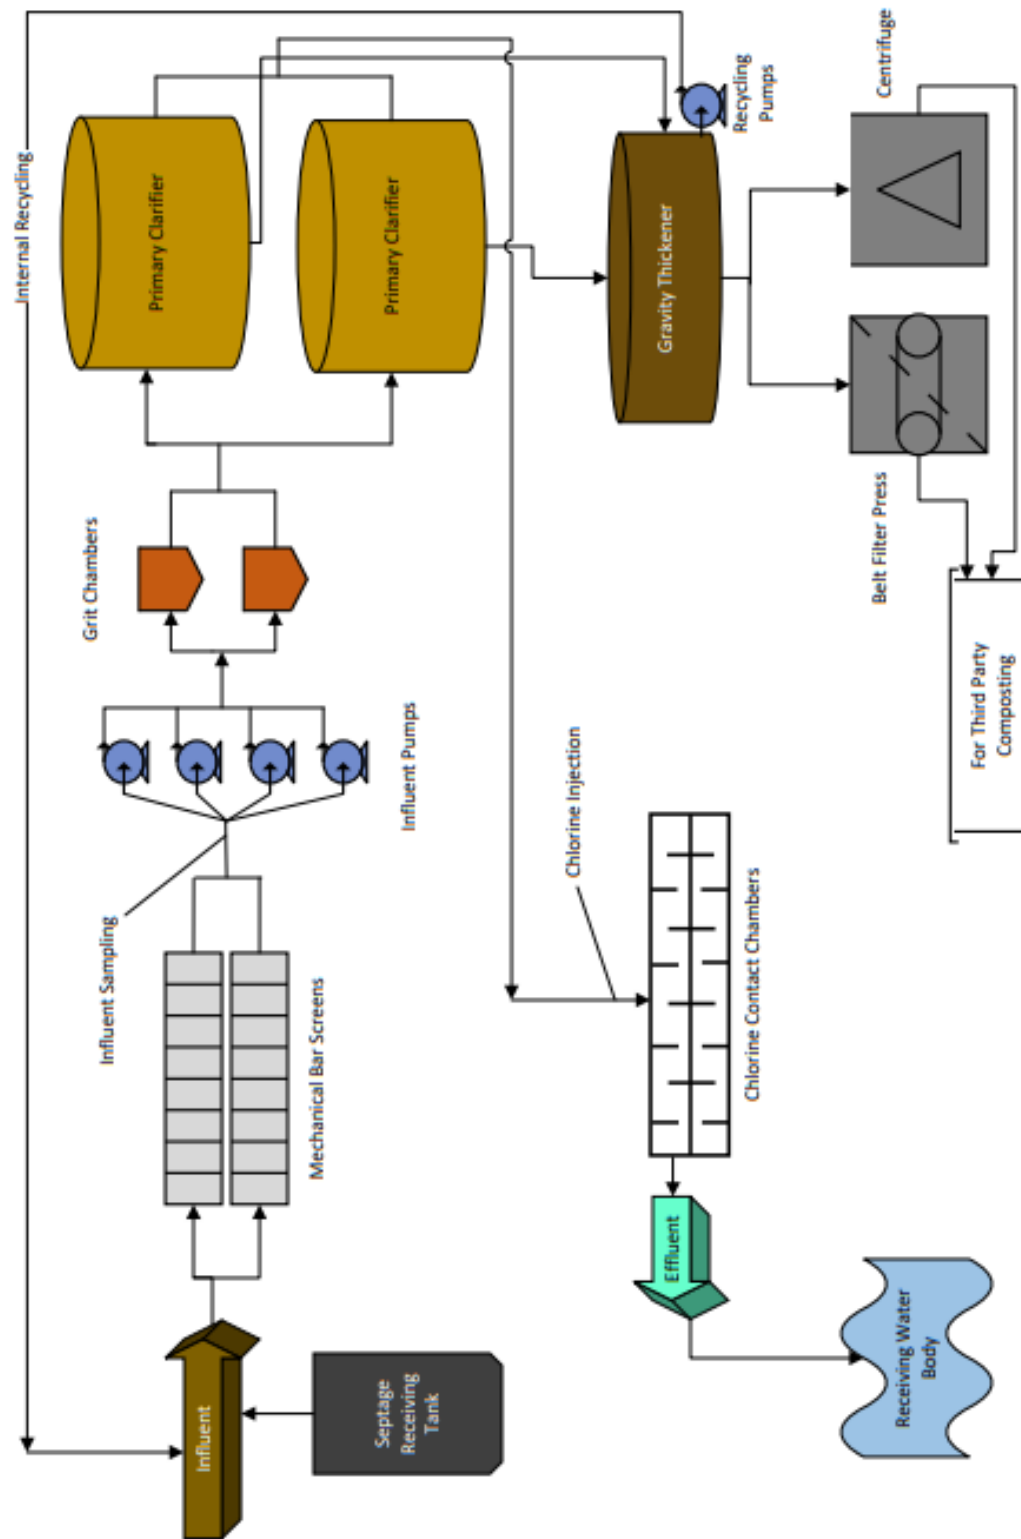 Internal Recycling
Influent
Septage
Receiving
Tank
Mechanical Bar Screens
Influent Sampling
Influent Pumps
Grit Chambers
Primary Clarifier
Primary Clarifier
Recycling
Pumps
Gravity Thickener
Centrifuge
Belt Filter Press
For Third Party
Composting
Chlorine Injection
Chlorine Contact Chambers
Effluent
Receiving Water
Body